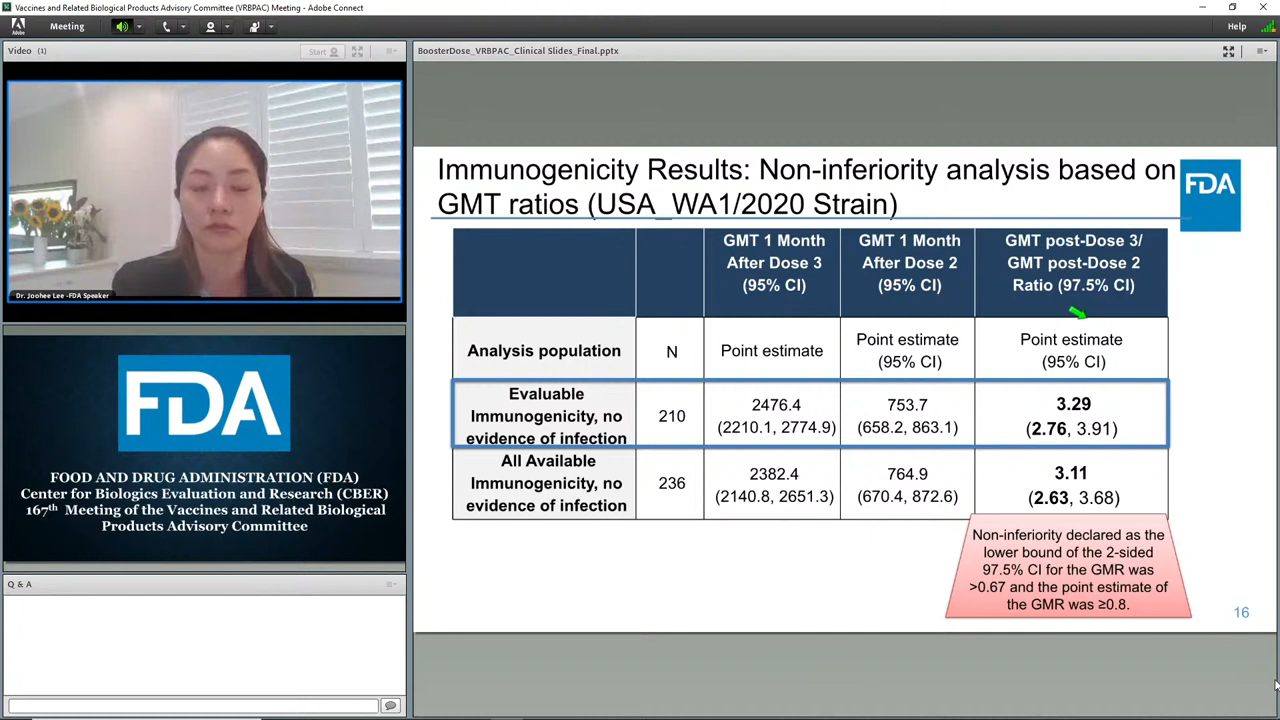 Vaccines and Related Biological Products Advisory Committee (VRBPAC) Meeting - Adobe Connect
Adobe
Meeting
Help
Video (1)
Start
Dr. Joohee Lee -FDA Speaker
FDA
FOOD AND DRUG ADMINISTRATION (FDA)
Center for Biologics Evaluation and Research (CBER)
167th Meeting of the Vaccines and Related Biological
Products Advisory Committee
Q & A
BoosterDose_VRBPAC_Clinical Slides_Final.pptx
Immunogenicity Results: Non-inferiority analysis based on
GMT ratios (USA_WA1/2020 Strain)
FDA
GMT 1 Month
After Dose 3
(95% CI)
GMT 1 Month
After Dose 2
(95% CI)
GMT post-Dose 3/
GMT post-Dose 2
Ratio (97.5% CI)
Analysis population
N
Point estimate
Point estimate
(95% CI)
Point estimate
(95% CI)
Evaluable
Immunogenicity, no
evidence of infection
210
2476.4
(2210.1, 2774.9)
753.7
(658.2, 863.1)
3.29
(2.76, 3.91)
All Available
Immunogenicity, no
evidence of infection
236
2382.4
(2140.8, 2651.3)
764.9
(670.4, 872.6)
3.11
(2.63, 3.68)
Non-inferiority declared as the
lower bound of the 2-sided
97.5% CI for the GMR was
>0.67 and the point estimate of
the GMR was ≥0.8.
16